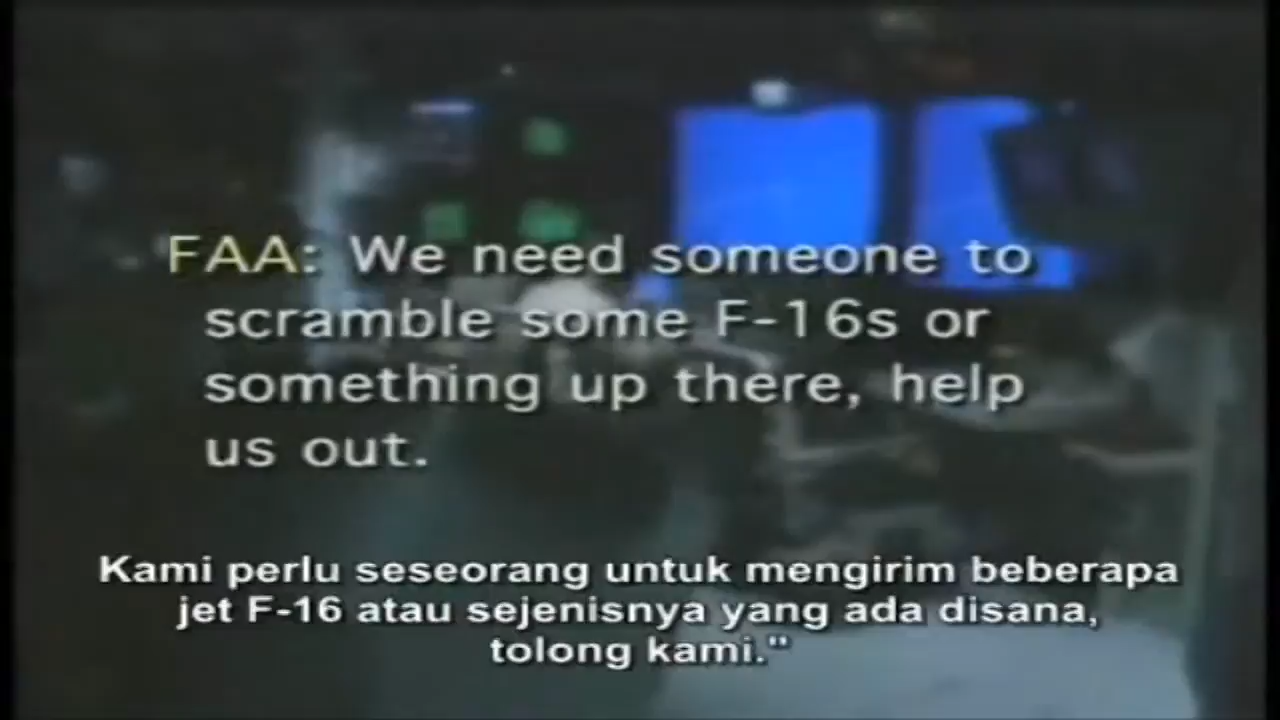 FAA: We need someone to
scramble some F-16s or
something up there, help
us out.
Kami perlu seseorang untuk mengirim beberapa
jet F-16 atau sejenisnya yang ada disana,
tolong kami."